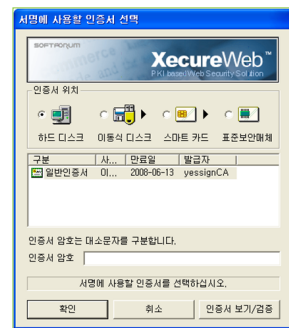 서명에 사용할 인증서 선택
SOFTFORUM
XecureWeb™
PKI based Web Security Solution
인증서 위치
하드 디스크 이동식 디스크 스마트 카드 표준보안매체
구분 사... 만료일 발급자
일반인증서 이... 2008-06-13 yessignCA
인증서 암호는 대소문자를 구분합니다.
인증서 암호
서명에 사용할 인증서를 선택하십시오.
확인 취소 인증서 보기/검증